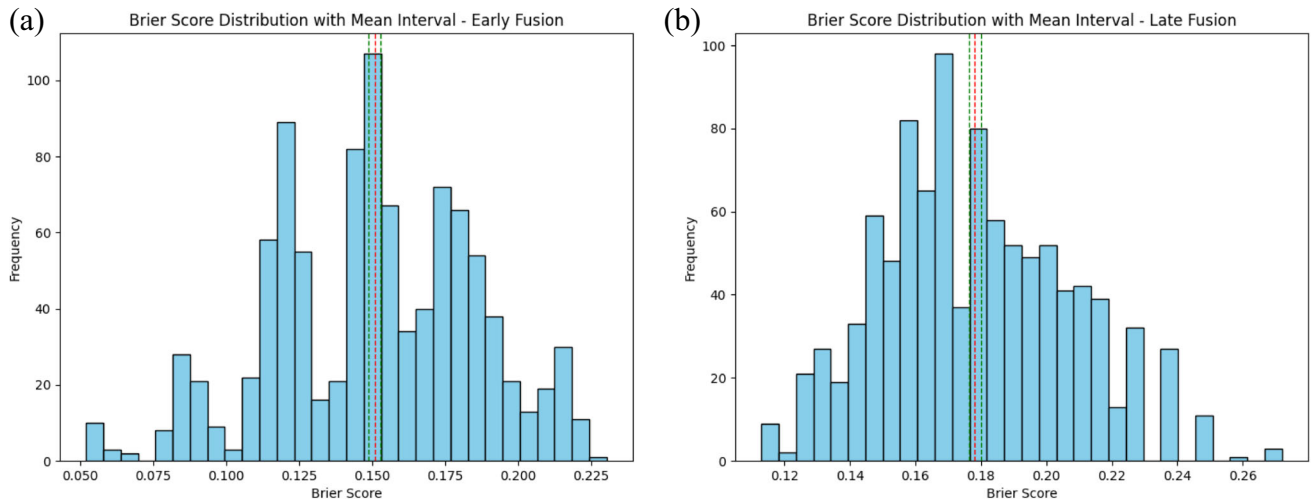 (a)
Brier Score Distribution with Mean Interval - Early Fusion
100
80
60
40
20
0
Frequency
0.050 0.075 0.100 0.125 0.150 0.175 0.200 0.225
Brier Score
(b)
Brier Score Distribution with Mean Interval - Late Fusion
100
80
60
40
20
0
Frequency
0.12 0.14 0.16 0.18 0.20 0.22 0.24 0.26
Brier Score